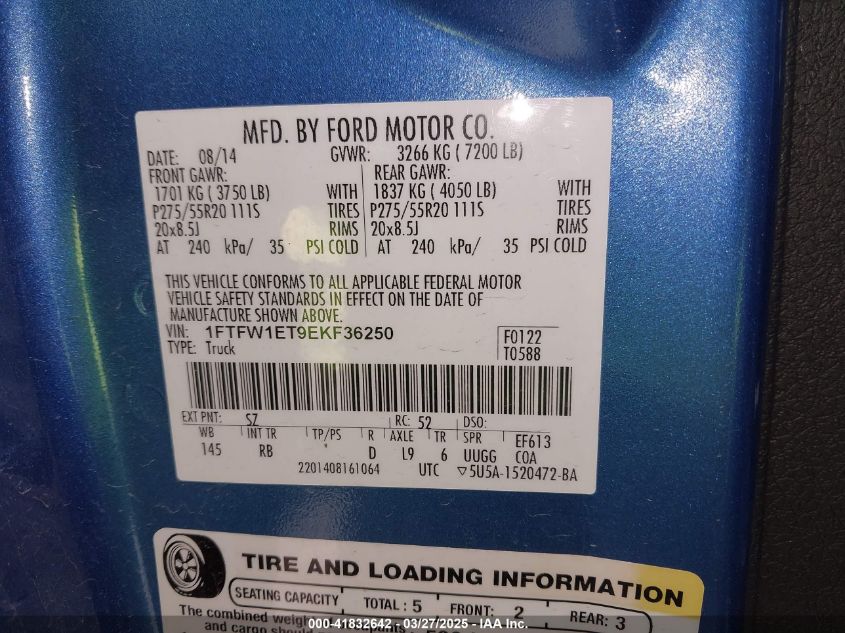 MFD. BY FORD MOTOR CO.
DATE: 08/14 GVWR: 3266 KG ( 7200 LB)
FRONT GAWR: REAR GAWR:
1701 KG ( 3750 LB) WITH 1837 KG ( 4050 LB) WITH
P275/55R20 111S TIRES P275/55R20 111S TIRES
20x8.5J RIMS 20x8.5J RIMS
AT 240 kPa/ 35 PSI COLD AT 240 kPa/ 35 PSI COLD
THIS VEHICLE CONFORMS TO ALL APPLICABLE FEDERAL MOTOR
VEHICLE SAFETY STANDARDS IN EFFECT ON THE DATE OF
MANUFACTURE SHOWN ABOVE.
VIN: 1FTFW1ET9EKF36250 F0122
TYPE: Truck T0588
EXT PNT: SZ RC: 52 DSO:
WB INT TR TP/PS R AXLE TR SPR EF613
145 RB * D L9 6 UUGG COA
2201408161064 UTC ▽5U5A-1520472-BA
TIRE AND LOADING INFORMATION
SEATING CAPACITY TOTAL : 5 FRONT: 2 REAR: 3
The combined weigh
and cargo shou
000-41832642 - 03/27/2025 - IAA Inc.